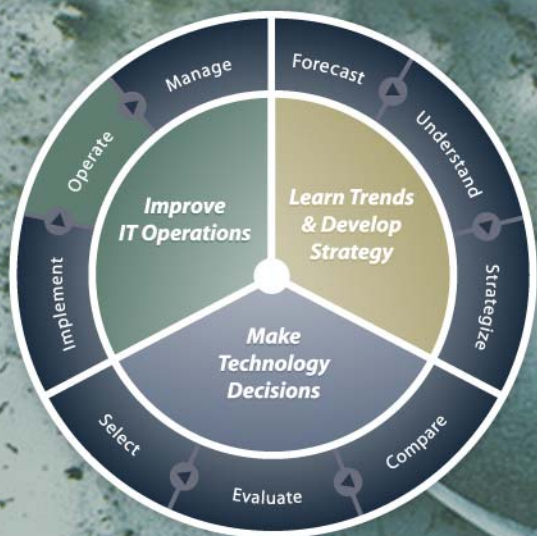 Manage
Forecast
Operate
Understand
Improve
IT Operations
Learn Trends
& Develop
Strategy
Implement
Strategize
Make
Technology
Decisions
Select
Compare
Evaluate